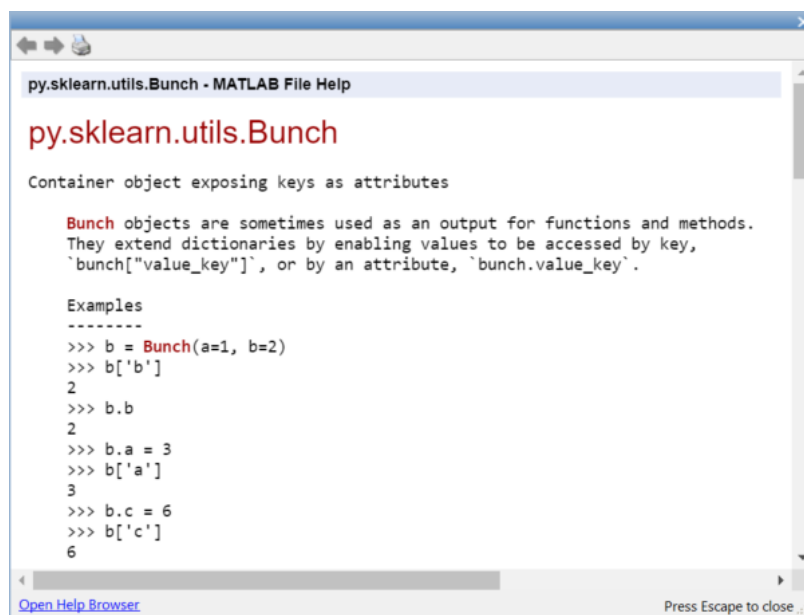 py.sklearn.utils.Bunch - MATLAB File Help
py.sklearn.utils.Bunch
Container object exposing keys as attributes
Bunch objects are sometimes used as an output for functions and methods.
They extend dictionaries by enabling values to be accessed by key,
`bunch["value_key"]`, or by an attribute, `bunch.value_key`.
Examples
--------
>>> b = Bunch(a=1, b=2)
>>> b['b']
2
>>> b.b
2
>>> b.a = 3
>>> b['a']
3
>>> b.c = 6
>>> b['c']
6
Open Help Browser
Press Escape to close